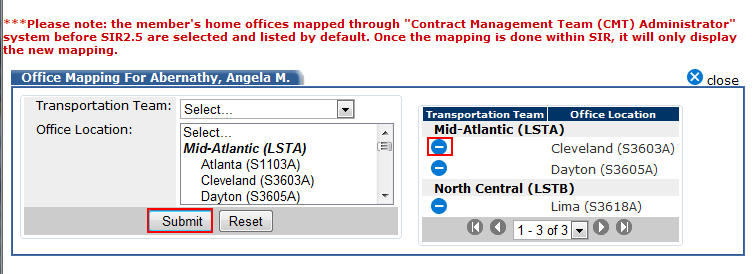 ***Please note: the member's home offices mapped through "Contract Management Team (CMT) Administrator"
system before SIR2.5 are selected and listed by default. Once the mapping is done within SIR, it will only display
the new mapping.
Office Mapping For Abernathy, Angela M.
close
Transportation Team:
Select...
Office Location:
Select...
Mid-Atlantic (LSTA)
Atlanta (S1103A)
Cleveland (S3603A)
Dayton (S3605A)
Submit
Reset
Transportation Team Office Location
Mid-Atlantic (LSTA)
Cleveland (S3603A)
Dayton (S3605A)
North Central (LSTB)
Lima (S3618A)
1 - 3 of 3